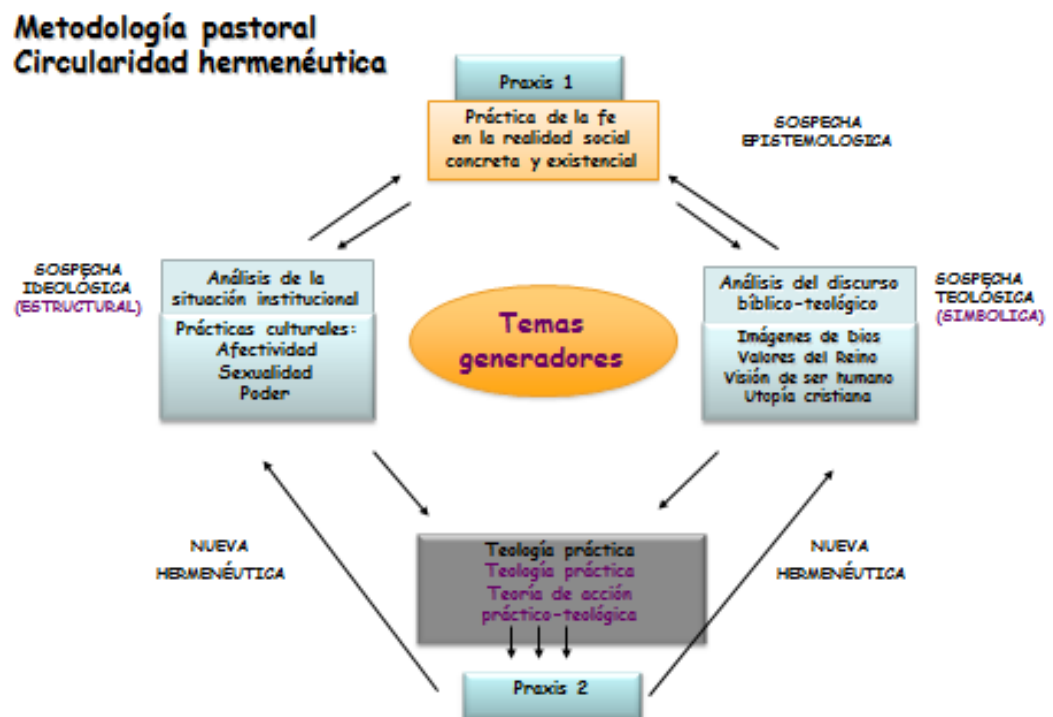 Metodología pastoral
Circularidad hermenéutica
Praxis 1
Práctica de la fe
en la realidad social
concreta y existencial
SOSPECHA
EPISTEMOLOGICA
SOSPECHA
IDEOLÓGICA
(ESTRUCTURAL)
Análisis de la
situación institucional
Prácticas culturales:
Afectividad
Sexualidad
Poder
Temas
generadores
Análisis del discurso
bíblico-teológico
Imágenes de Dios
Valores del Reino
Visión de ser humano
Utopía cristiana
SOSPECHA
TEOLÓGICA
(SIMBOLICA)
NUEVA
HERMENÉUTICA
Teología práctica
Teología práctica
Teoría de acción
práctico-teológica
NUEVA
HERMENÉUTICA
Praxis 2